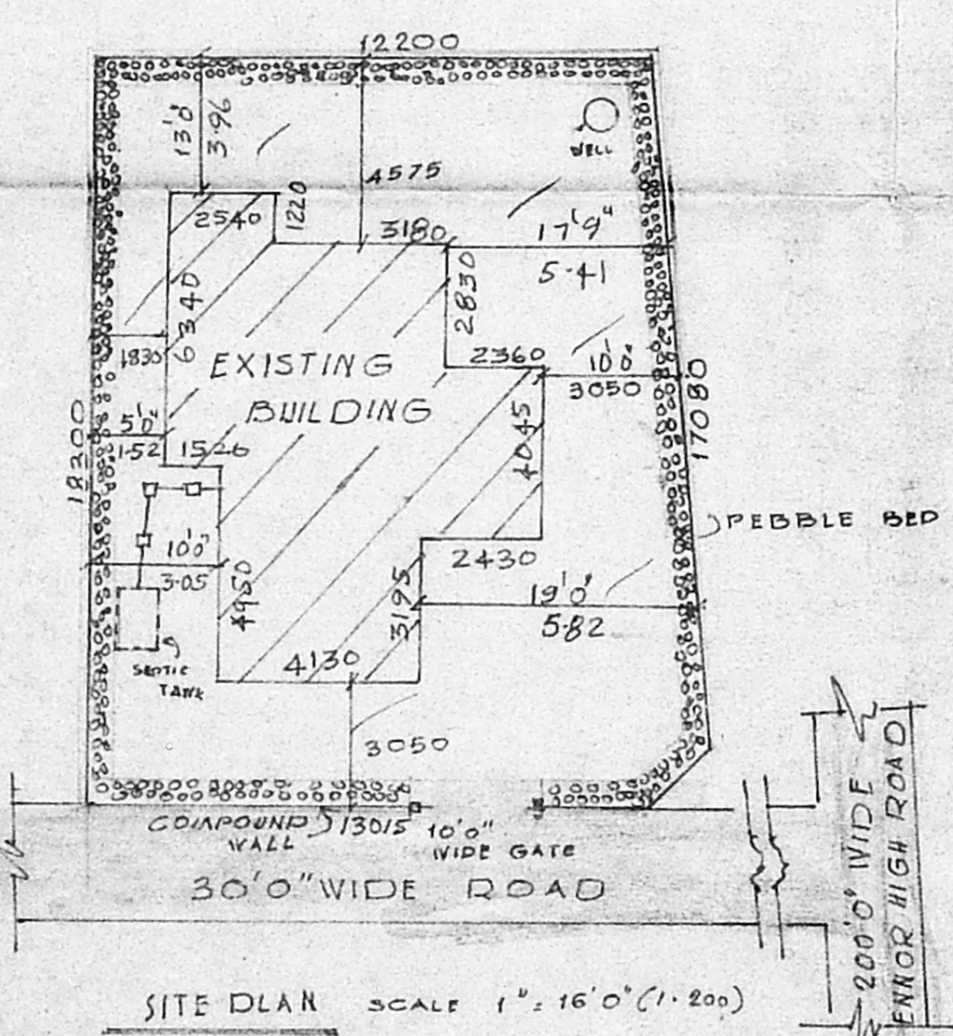 12200
13'0"
3.96
WELL
4575
2540
1220
3180
17'9"
5.41
2830
6340
2360
10'0"
3050
1830
EXISTING
BUILDING
5'0"
1.52
1526
4045
17080
18300
PEBBLE BED
10'0"
3.05
2430
4950
3195
19'0"
5.82
4130
SEPTIC
TANK
3050
COMPOUND
WALL
13015
10'0"
WIDE GATE
30'0" WIDE ROAD
200'0" WIDE
ENNOR HIGH ROAD
SITE PLAN SCALE 1" = 16'0" (1.200)